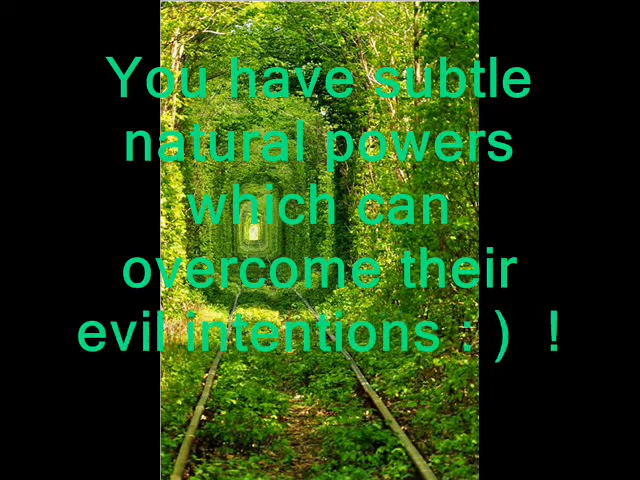 You have subtle
natural powers
which can
overcome their
evil intentions : )  !